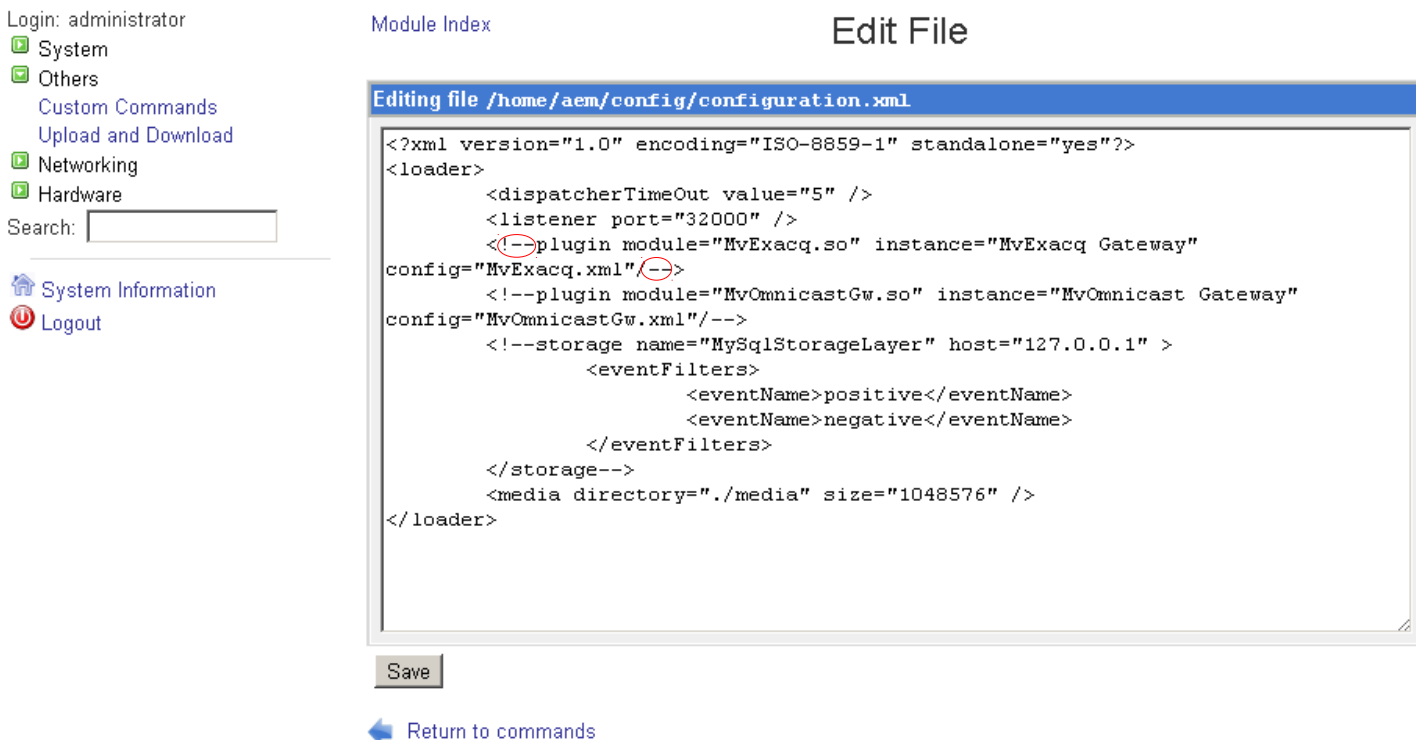 Login: administrator
System
Others
Custom Commands
Upload and Download
Networking
Hardware
Search:
System Information
Logout
Module Index
Edit File
Editing file /home/aem/config/configuration.xml
<?xml version="1.0" encoding="ISO-8859-1" standalone="yes"?>
<loader>
<dispatcherTimeOut value="5" />
<listener port="32000" />
<!--plugin module="MvExacq.so" instance="MvExacq Gateway"
config="MvExacq.xml"/-->
<!--plugin module="MvOmnicastGw.so" instance="MvOmnicast Gateway"
config="MvOmnicastGw.xml"/-->
<!--storage name="MySqlStorageLayer" host="127.0.0.1" >
<eventFilters>
<eventName>positive</eventName>
<eventName>negative</eventName>
</eventFilters>
</storage-->
<media directory="./media" size="1048576" />
</loader>
Save
Return to commands